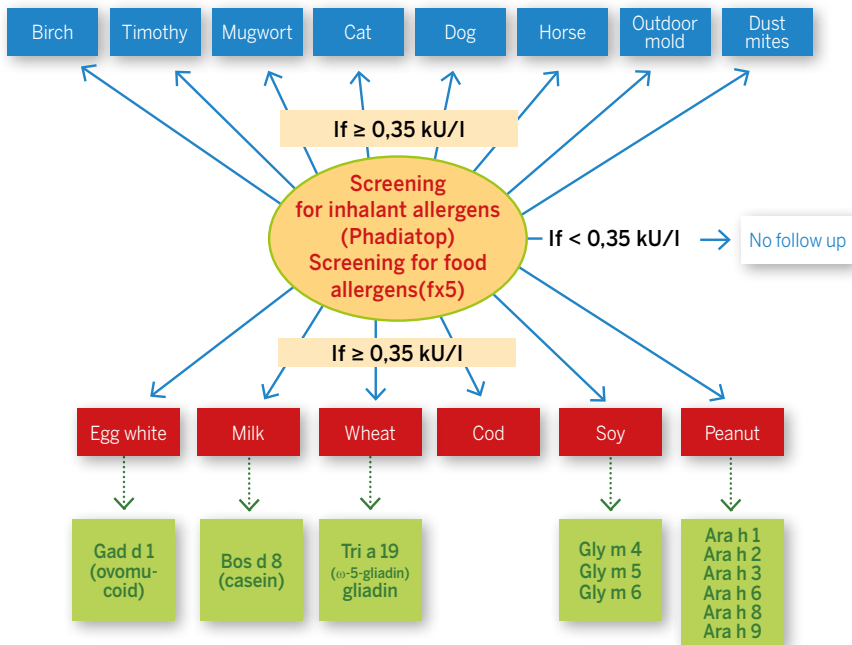 Birch
Timothy
Mugwort
Cat
Dog
Horse
Outdoor
mold
Dust
mites
If ≥ 0,35 kU/l
Screening
for inhalant allergens
(Phadiatop)
Screening for food
allergens(fx5)
If < 0,35 kU/l
No follow up
If ≥ 0,35 kU/l
Egg white
Milk
Wheat
Cod
Soy
Peanut
Gad d 1
(ovomu-
coid)
Bos d 8
(casein)
Tri a 19
(ω-5-gliadin)
gliadin
Gly m 4
Gly m 5
Gly m 6
Ara h 1
Ara h 2
Ara h 3
Ara h 6
Ara h 8
Ara h 9